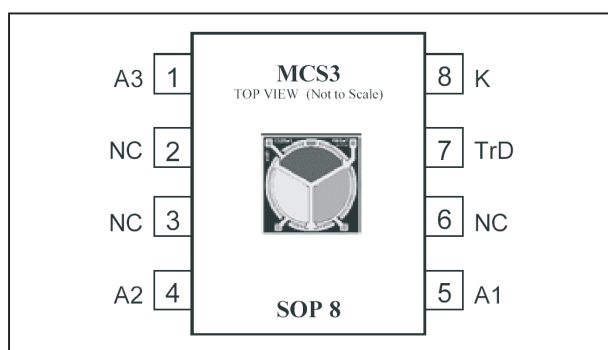 MCS3
TOP VIEW (Not to Scale)
A3 1
8 K
NC 2
7 TrD
NC 3
6 NC
A2 4
5 A1
SOP 8